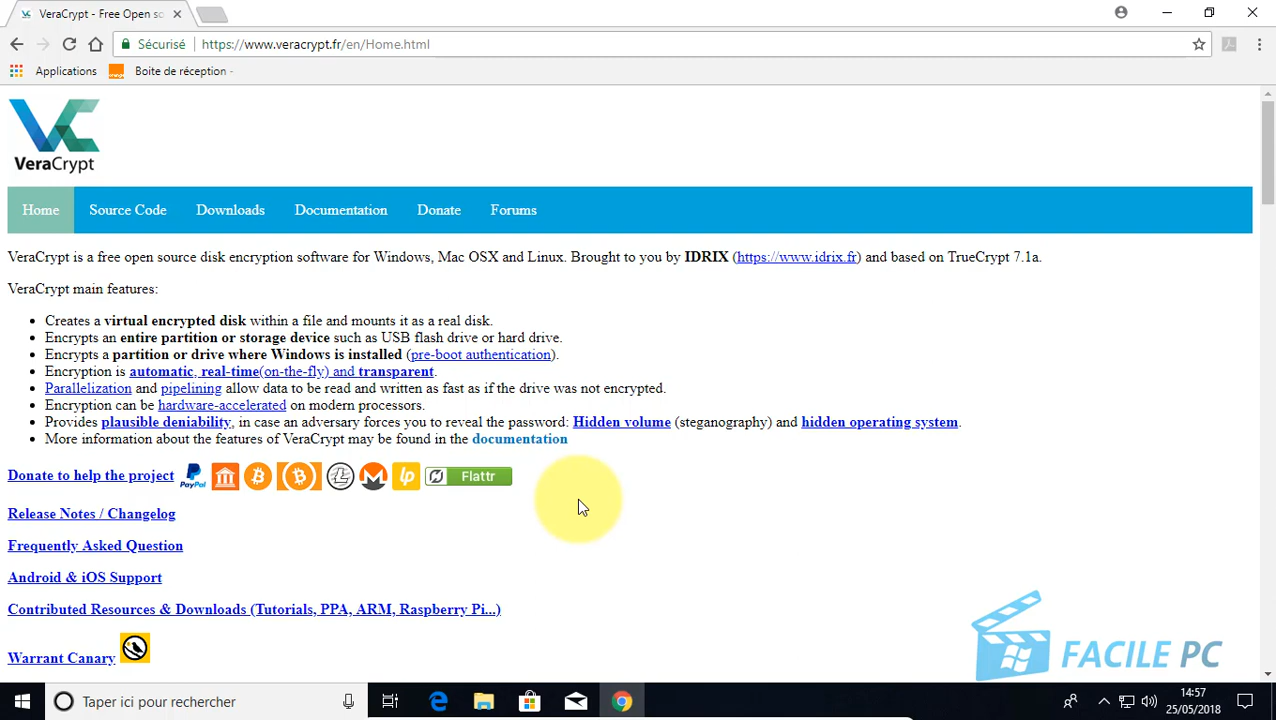 VeraCrypt - Free Open so
Sécurisé https://www.veracrypt.fr/en/Home.html
Applications Boite de réception -
VeraCrypt
Home Source Code Downloads Documentation Donate Forums
VeraCrypt is a free open source disk encryption software for Windows, Mac OSX and Linux. Brought to you by IDRIX (https://www.idrix.fr) and based on TrueCrypt 7.1a.
VeraCrypt main features:
• Creates a virtual encrypted disk within a file and mounts it as a real disk.
• Encrypts an entire partition or storage device such as USB flash drive or hard drive.
• Encrypts a partition or drive where Windows is installed (pre-boot authentication).
• Encryption is automatic, real-time(on-the-fly) and transparent.
• Parallelization and pipelining allow data to be read and written as fast as if the drive was not encrypted.
• Encryption can be hardware-accelerated on modern processors.
• Provides plausible deniability, in case an adversary forces you to reveal the password: Hidden volume (steganography) and hidden operating system.
• More information about the features of VeraCrypt may be found in the documentation
Donate to help the project PayPal lp Flattr
Release Notes / Changelog
Frequently Asked Question
Android & iOS Support
Contributed Resources & Downloads (Tutorials, PPA, ARM, Raspberry Pi...)
Warrant Canary
FACILE PC
Taper ici pour rechercher
14:57
25/05/2018